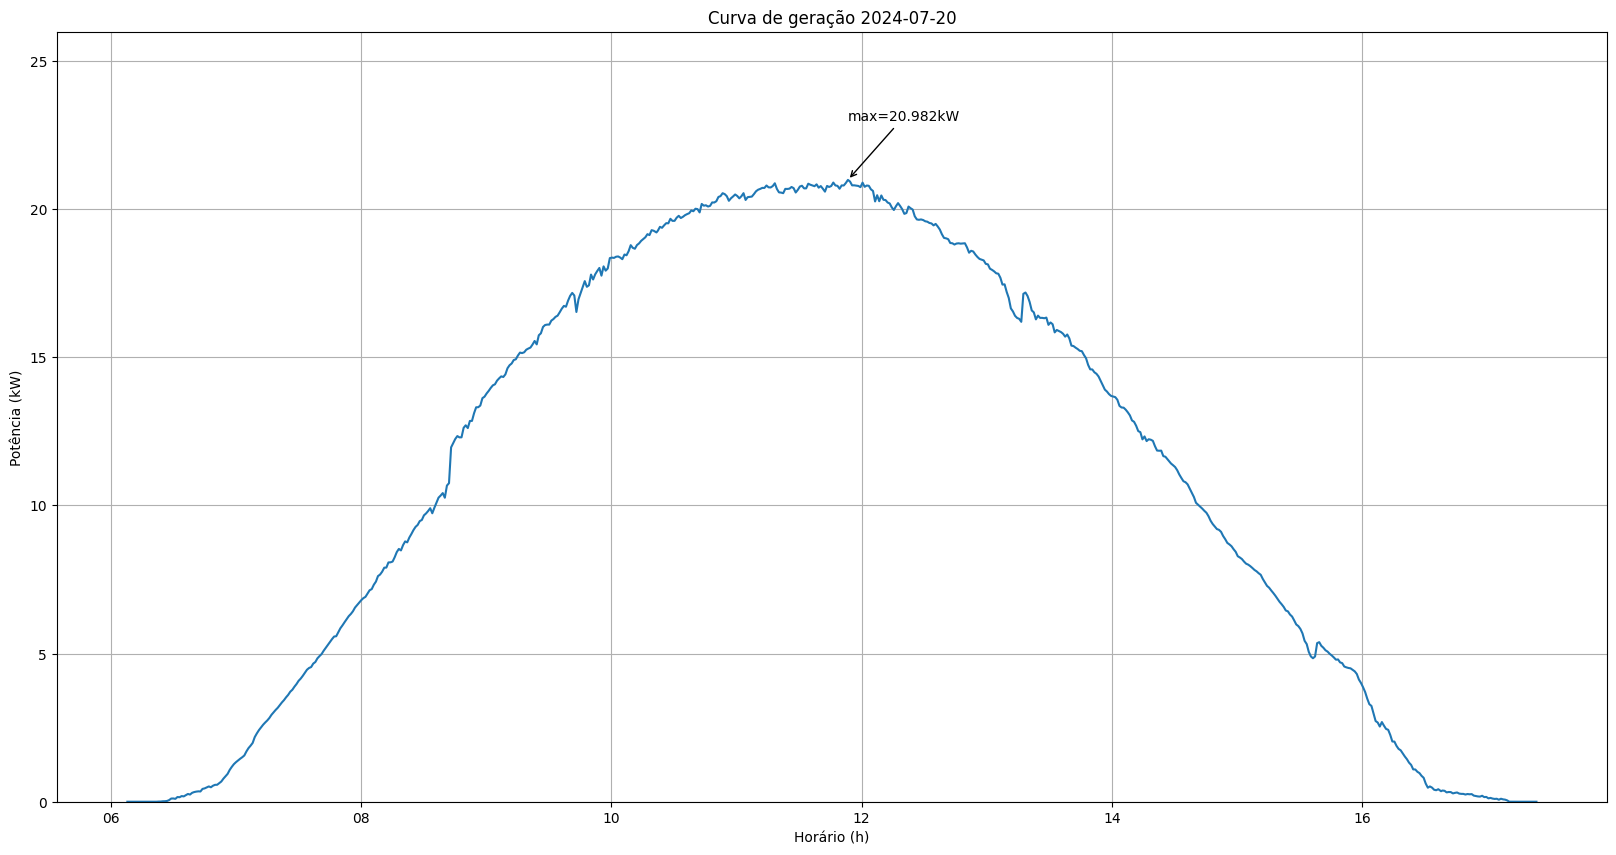 Curva de geração 2024-07-20
25
max=20.982kW
20
15
Potência (kW)
10
5
0
06 08 10 12 14 16
Horário (h)